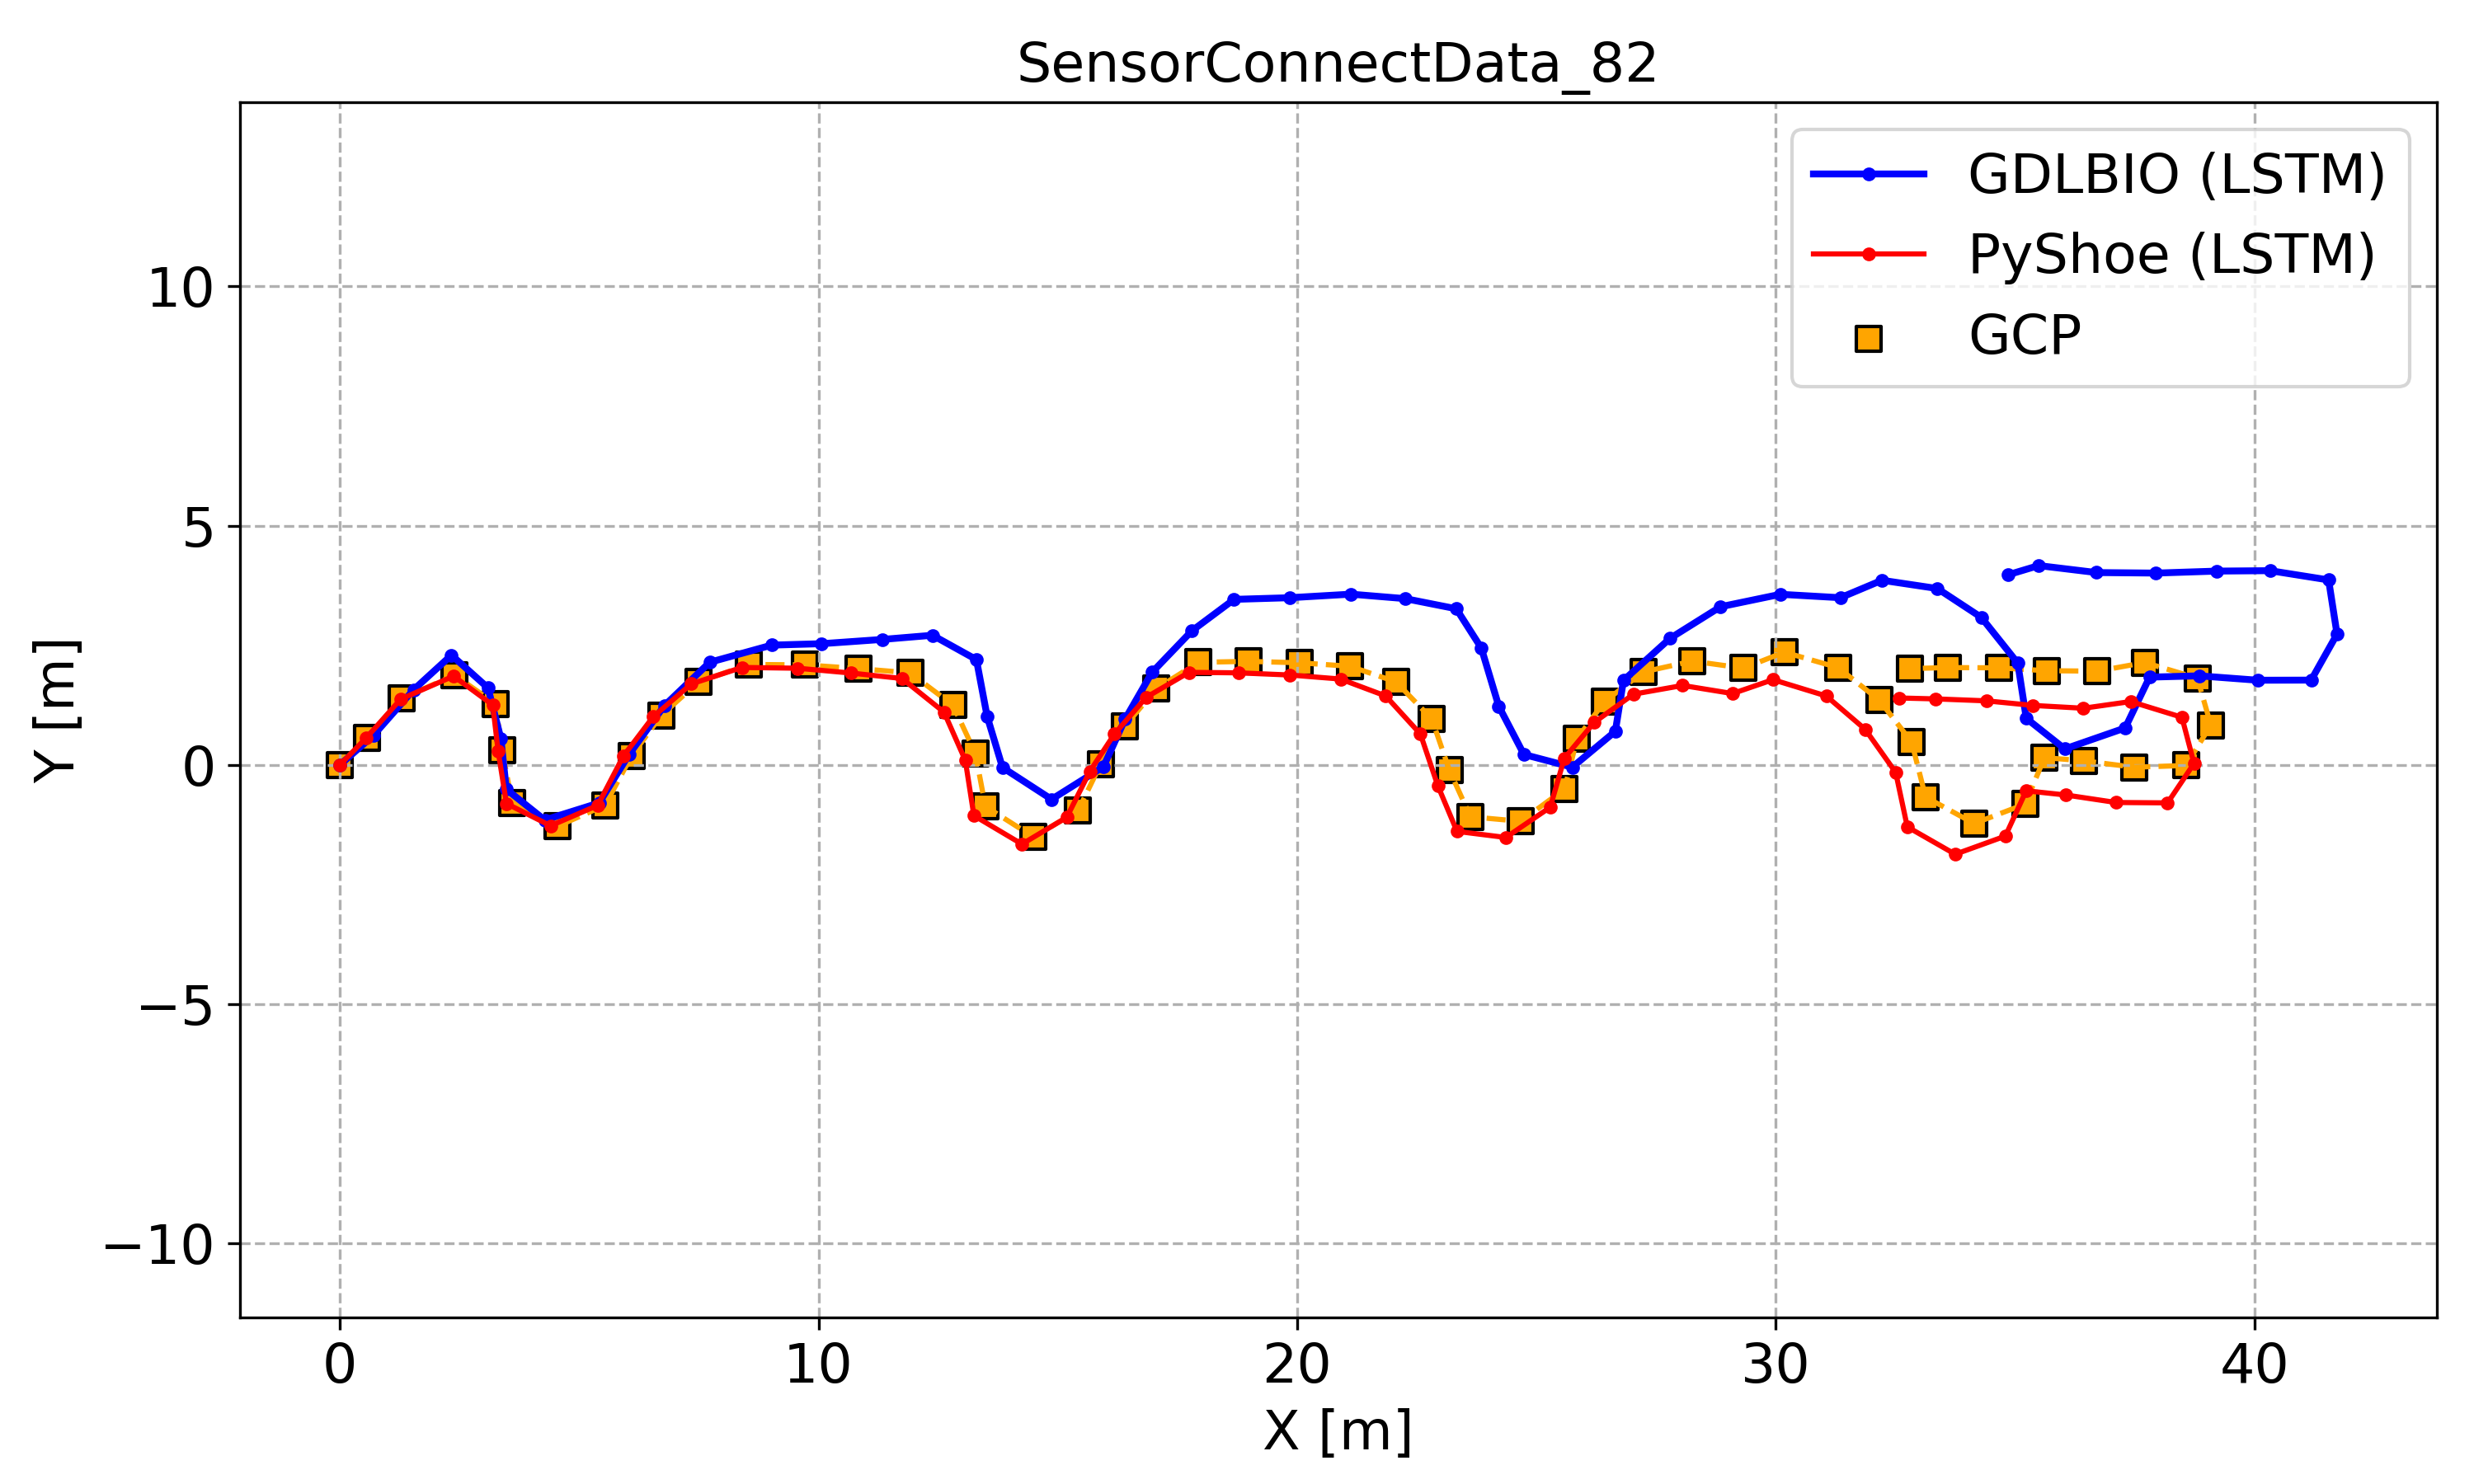 SensorConnectData_82
GDLBIO (LSTM)
PyShoe (LSTM)
GCP
Y [m]
10
5
0
−5
−10
0 10 20 30 40
X [m]